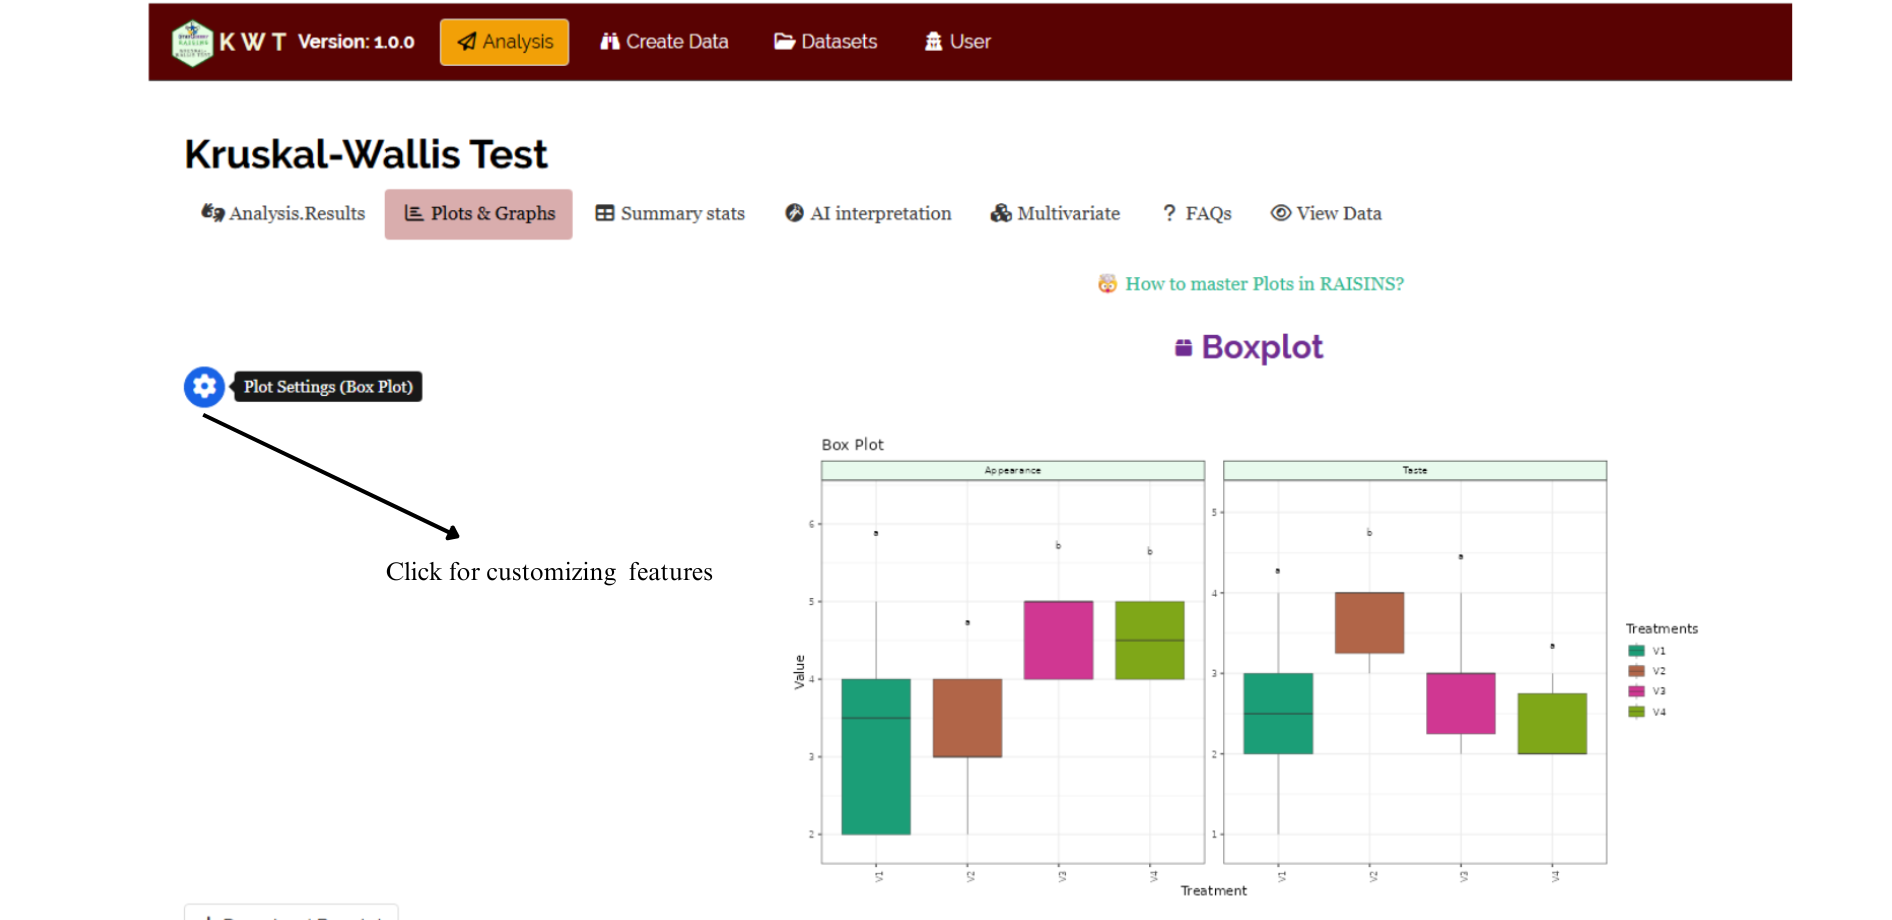 K W T Version: 1.0.0 Analysis Create Data Datasets User
Kruskal-Wallis Test
Analysis.Results Plots & Graphs Summary stats AI interpretation Multivariate ? FAQs View Data
How to master Plots in RAISINS?
Boxplot
Plot Settings (Box Plot)
Click for customizing features
Box Plot
Appearance Taste
a a b b
a b a a
6
5
4
3
2
5
4
3
2
1
Value
V1 V2 V3 V4 V1 V2 V3 V4
Treatment
Treatments
V1
V2
V3
V4